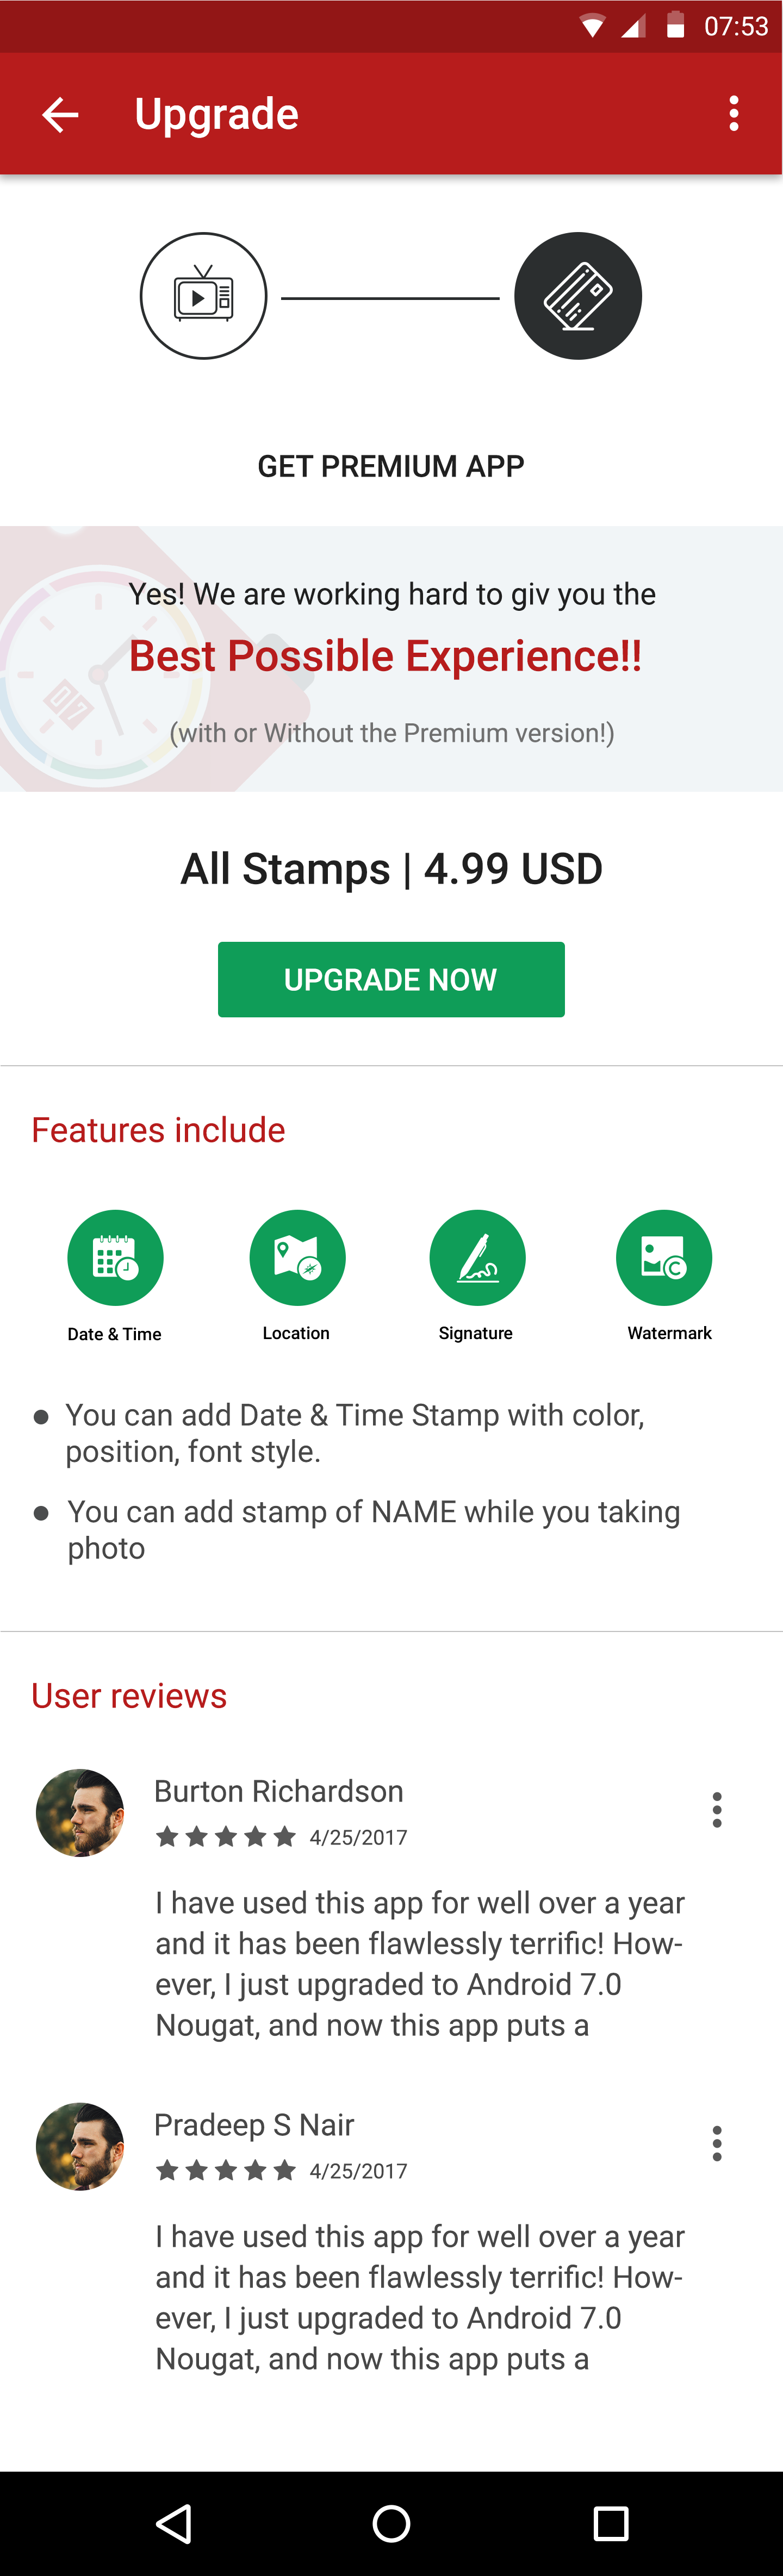 07:53
Upgrade
GET PREMIUM APP
Yes! We are working hard to giv you the
Best Possible Experience!!
(with or Without the Premium version!)
All Stamps | 4.99 USD
UPGRADE NOW
Features include
Date & Time
Location
Signature
Watermark
You can add Date & Time Stamp with color,
position, font style.
You can add stamp of NAME while you taking
photo
User reviews
Burton Richardson
4/25/2017
I have used this app for well over a year
and it has been flawlessly terrific! How-
ever, I just upgraded to Android 7.0
Nougat, and now this app puts a
Pradeep S Nair
4/25/2017
I have used this app for well over a year
and it has been flawlessly terrific! How-
ever, I just upgraded to Android 7.0
Nougat, and now this app puts a